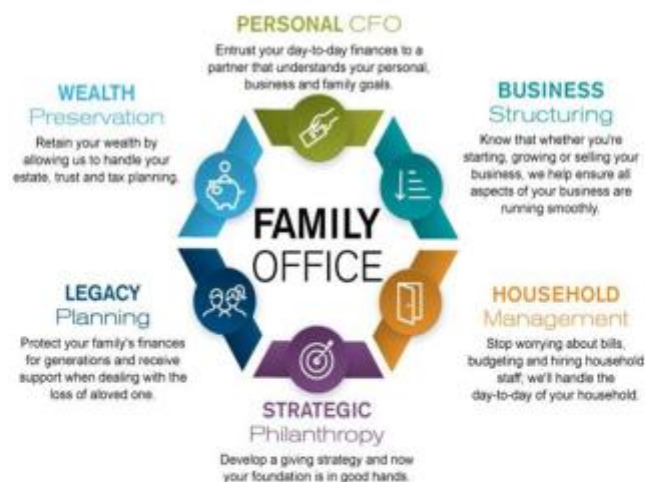 PERSONAL CFO
Entrust your day-to-day finances to a
partner that understands your personal,
business and family goals.
WEALTH
Preservation
Retain your wealth by
allowing us to handle your
estate, trust and tax planning.
BUSINESS
Structuring
Know that whether you're
starting, growing or selling your
business, we help ensure all
aspects of your business are
running smoothly.
FAMILY
OFFICE
LEGACY
Planning
Protect your family's finances
for generations and receive
support when dealing with the
loss of aloved one.
HOUSEHOLD
Management
Stop worrying about bills,
budgeting and hiring household
staff; we'll handle the
day-to-day of your household.
STRATEGIC
Philanthropy
Develop a giving strategy and now
your foundation is in good hands.